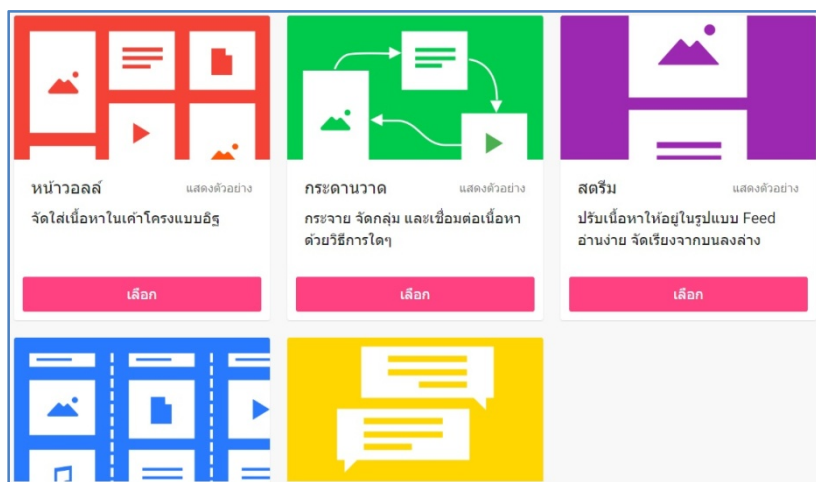 หน้าวอลล์
แสดงตัวอย่าง
จัดใส่เนื้อหาในเค้าโครงแบบอิฐ
เลือก
กระดานวาด
แสดงตัวอย่าง
กระจาย จัดกลุ่ม และเชื่อมต่อเนื้อหา
ด้วยวิธีการใดๆ
เลือก
สตรีม
แสดงตัวอย่าง
ปรับเนื้อหาให้อยู่ในรูปแบบ Feed
อ่านง่าย จัดเรียงจากบนลงล่าง
เลือก